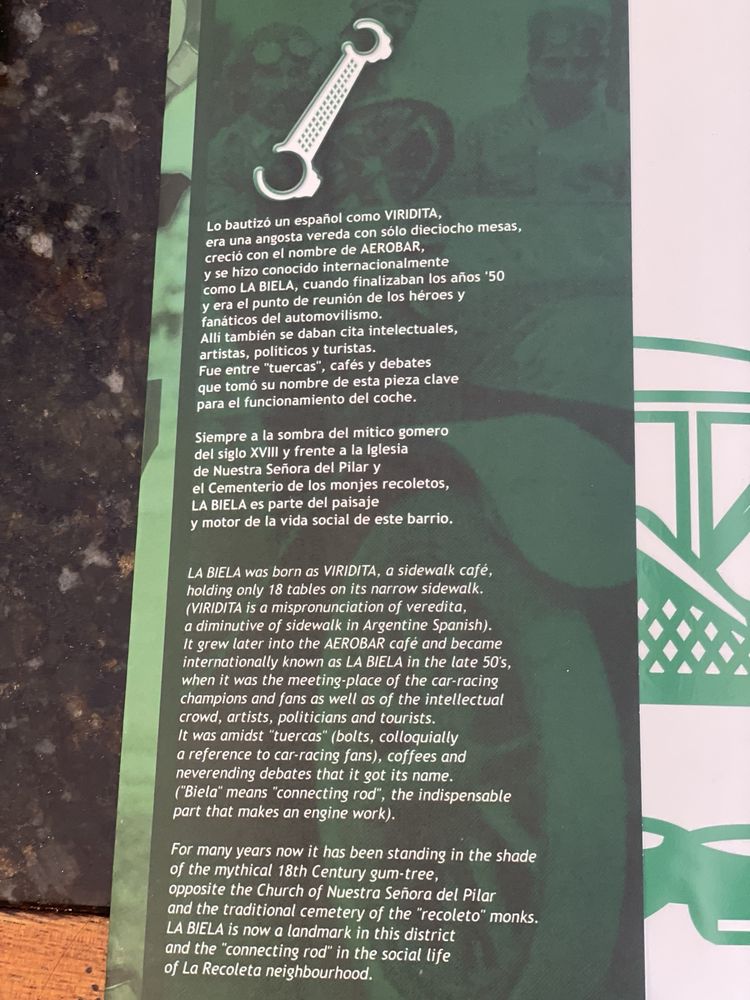 Lo bautizó un español como VIRIDITA,
era una angosta vereda con sólo dieciocho mesas,
creció con el nombre de AEROBAR,
y se hizo conocido internacionalmente
como LA BIELA, cuando finalizaban los años '50
y era el punto de reunión de los héroes y
fanáticos del automovilismo.
Alli también se daban cita intelectuales,
artistas, políticos y turistas.
Fue entre "tuercas", cafés y debates
que tomó su nombre de esta pieza clave
para el funcionamiento del coche.
Siempre a la sombra del mítico gomero
del siglo XVIII y frente a la Iglesia
de Nuestra Señora del Pilar y
el Cementerio de los monjes recoletos,
LA BIELA es parte del paisaje
y motor de la vida social de este barrio.
LA BIELA was born as VIRIDITA, a sidewalk café,
holding only 18 tables on its narrow sidewalk.
(VIRIDITA is a mispronunciation of veredita,
a diminutive of sidewalk in Argentine Spanish).
It grew later into the AEROBAR café and became
internationally known as LA BIELA in the late 50's,
when it was the meeting-place of the car-racing
champions and fans as well as of the intellectual
crowd, artists, politicians and tourists.
It was amidst "tuercas" (bolts, colloquially
a reference to car-racing fans), coffees and
neverending debates that it got its name.
("Biela" means "connecting rod", the indispensable
part that makes an engine work).
For many years now it has been standing in the shade
of the mythical 18th Century gum-tree,
opposite the Church of Nuestra Señora del Pilar
and the traditional cemetery of the "recoleto" monks.
LA BIELA is now a landmark in this district
and the "connecting rod" in the social life
of La Recoleta neighbourhood.